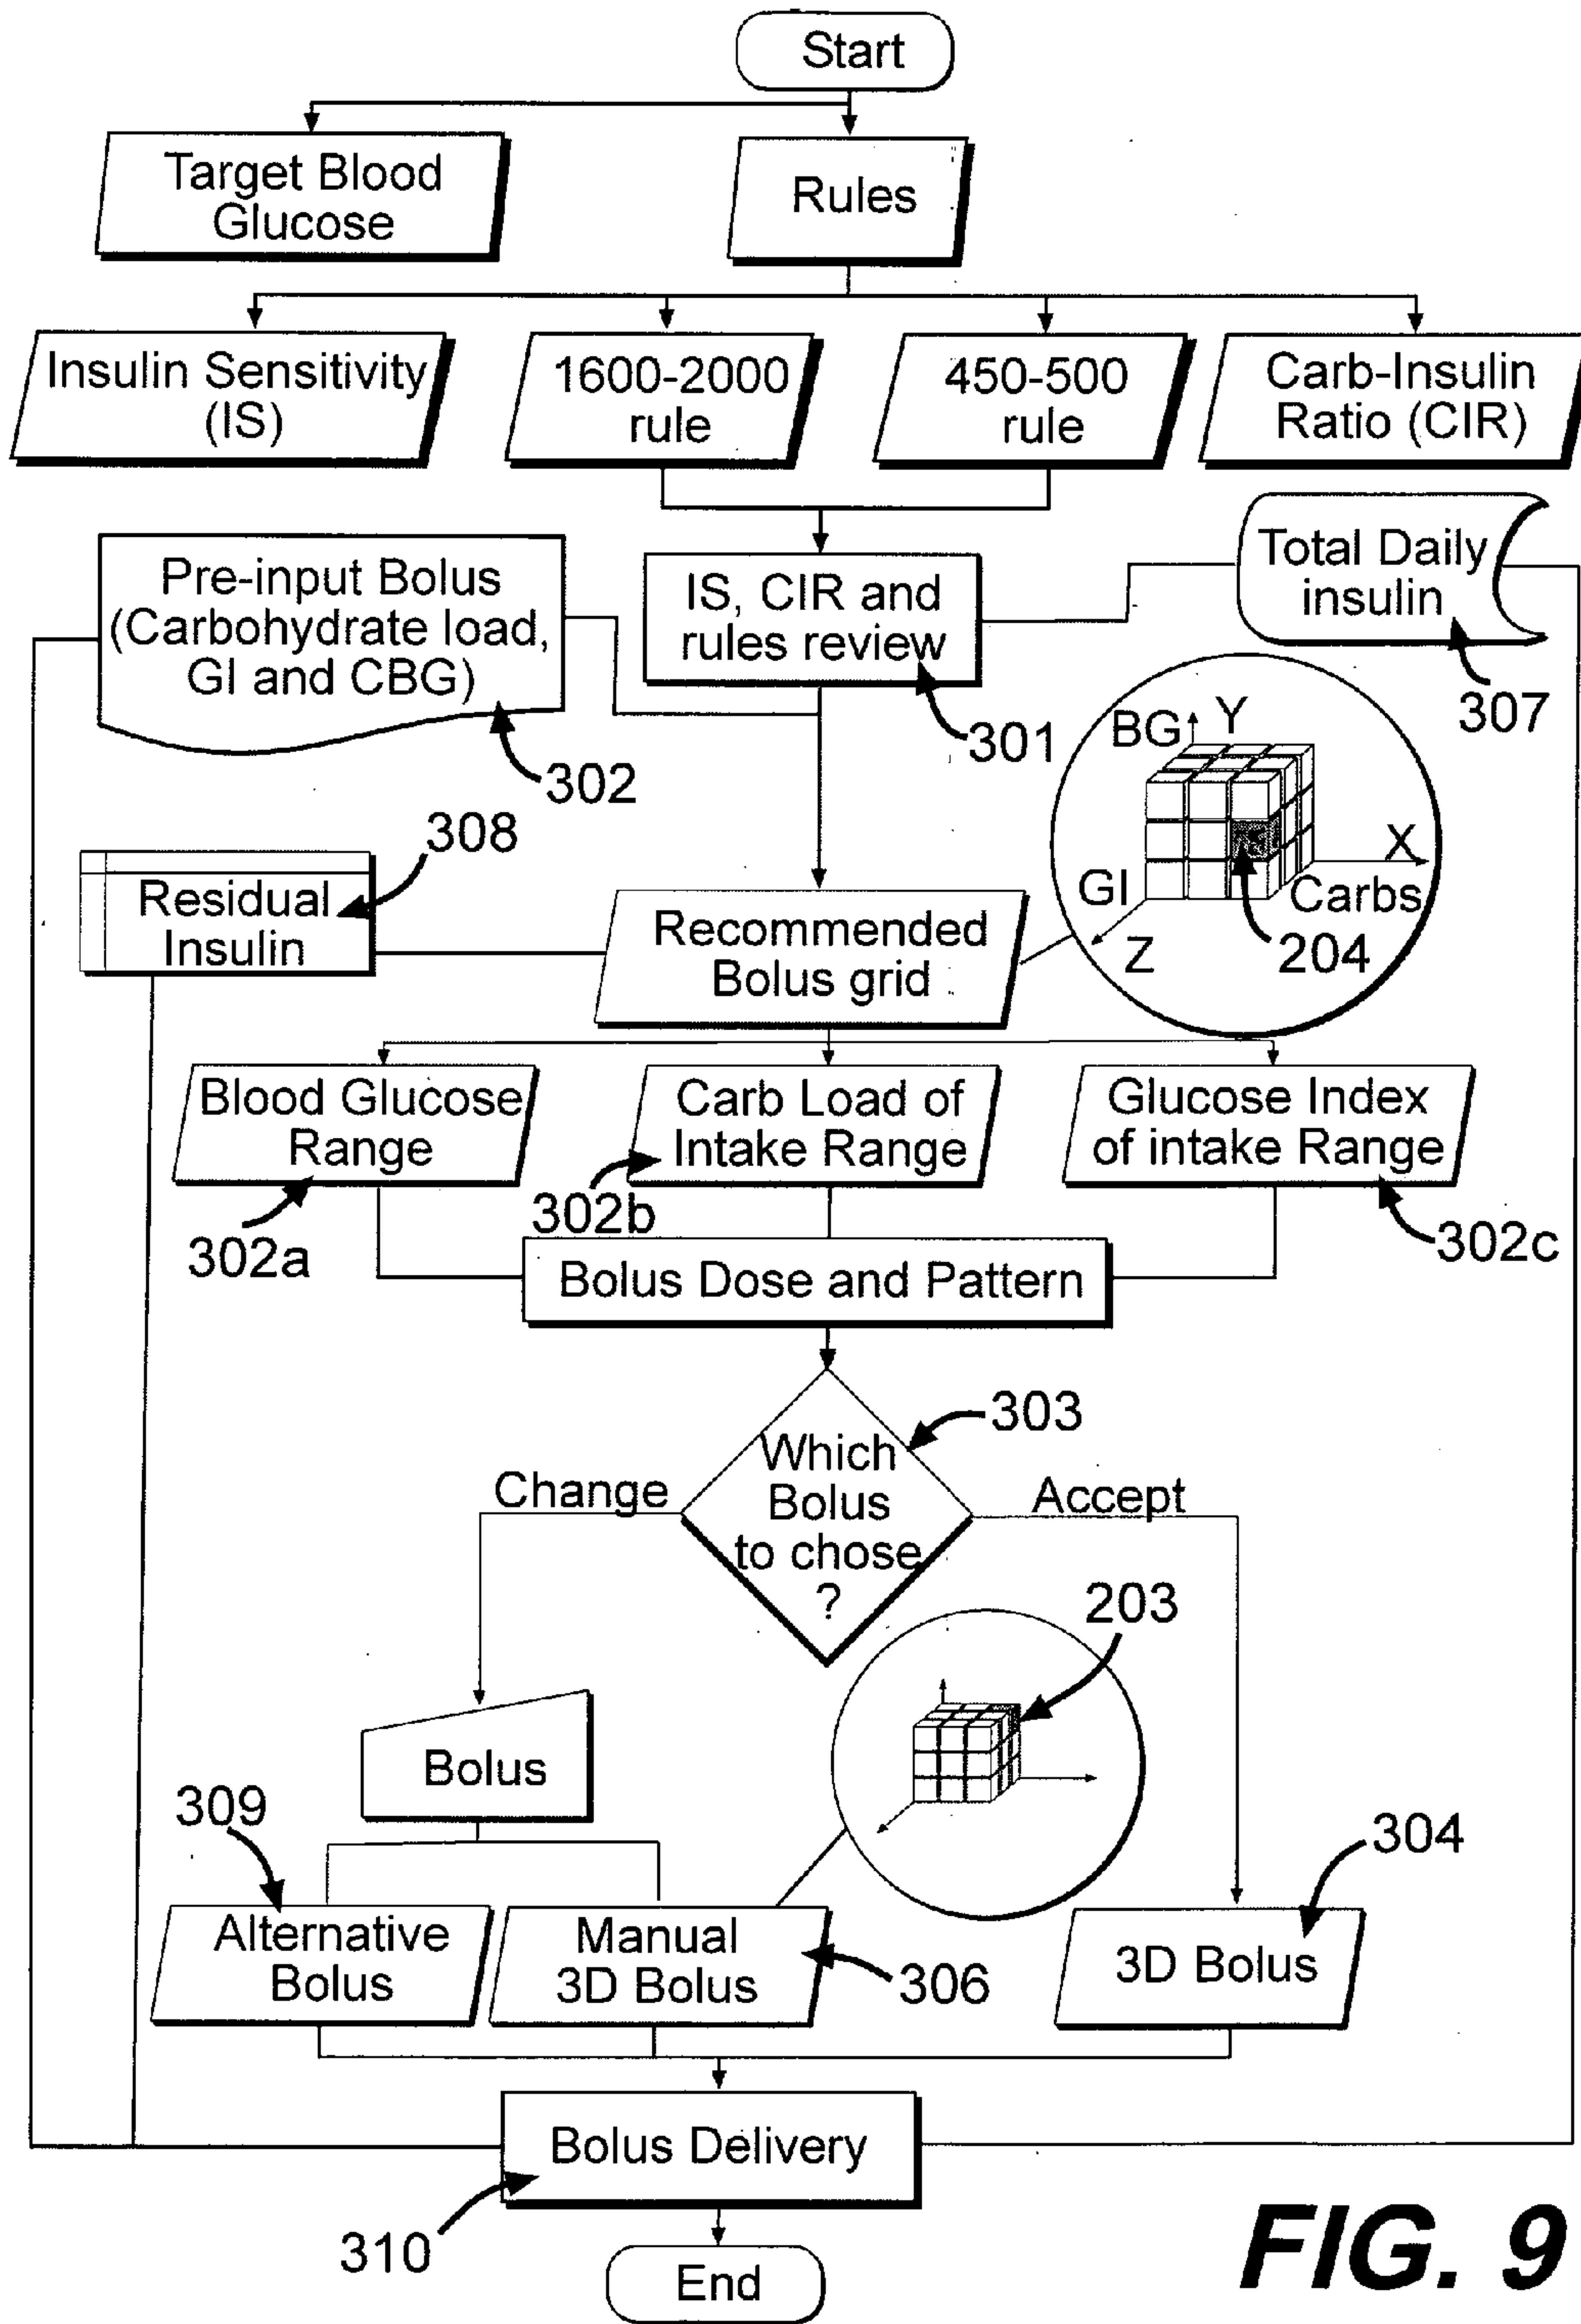 Start
Target Blood
Glucose
Rules
Insulin Sensitivity
(IS)
1600-2000
rule
450-500
rule
Carb-Insulin
Ratio (CIR)
Pre-input Bolus
(Carbohydrate load,
GI and CBG)
302
IS, CIR and
rules review
301
Total Daily
insulin
307
BG
Y
X
Carbs
GI
Z
204
308
Residual
Insulin
Recommended
Bolus grid
Blood Glucose
Range
302a
Carb Load of
Intake Range
302b
Glucose Index
of intake Range
302c
Bolus Dose and Pattern
303
Which
Bolus
to chose
?
Change
Accept
203
Bolus
309
Alternative
Bolus
Manual
3D Bolus
306
304
3D Bolus
Bolus Delivery
310
End
FIG. 9